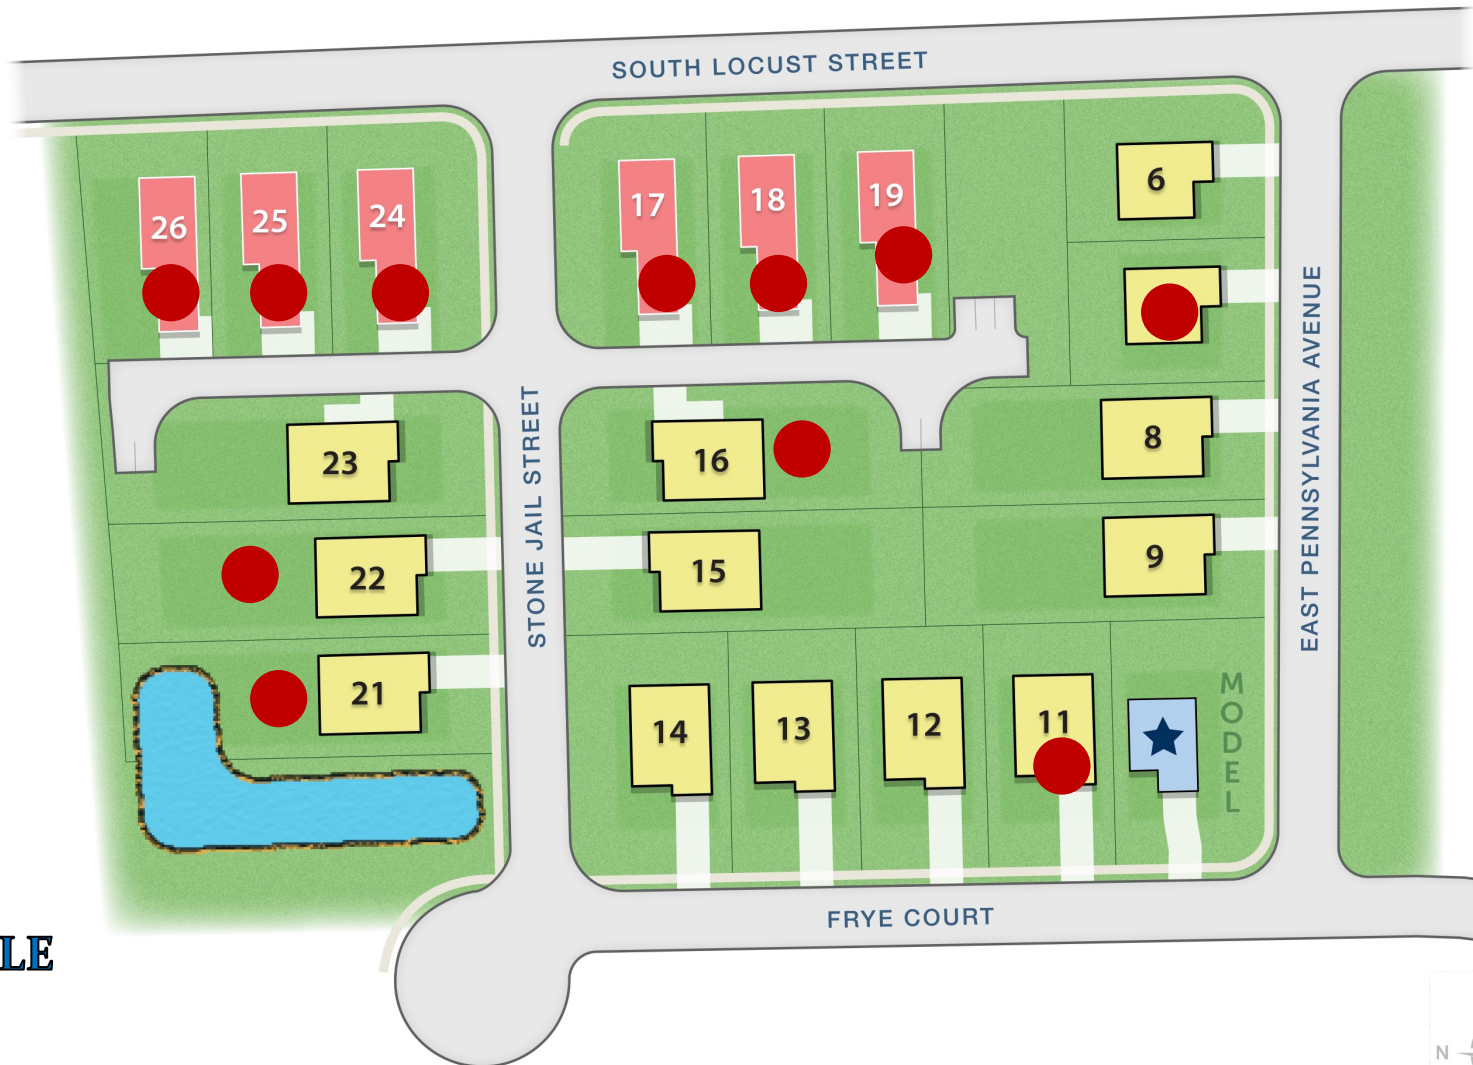 SOUTH LOCUST STREET
26
25
24
17
18
19
6
EAST PENNSYLVANIA AVENUE
STONE JAIL STREET
23
16
8
22
15
9
21
14
13
12
11
MODEL
FRYE COURT
LE
N